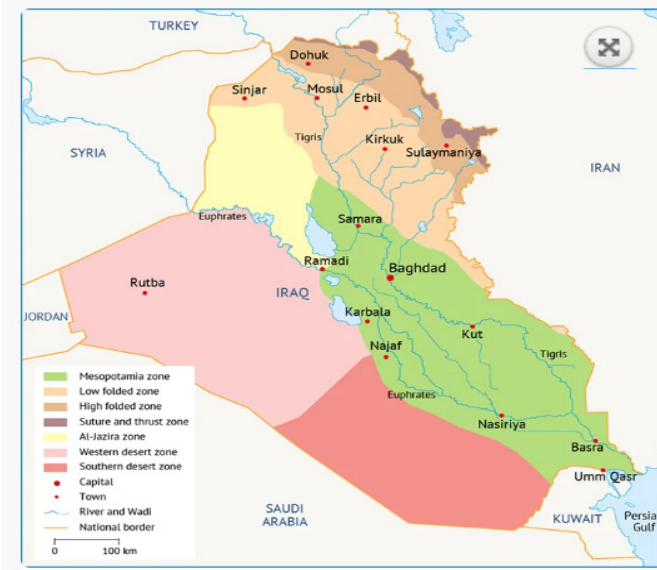 TURKEY
Dohuk
Sinjar
Mosul
Erbil
Tigris
Kirkuk
Sulaymaniya
SYRIA
IRAN
Euphrates
Samara
Ramadi
Baghdad
Rutba
IRAQ
JORDAN
Karbala
Kut
Najaf
Tigris
Euphrates
Nasiriya
Basra
Umm Qasr
SAUDI
ARABIA
KUWAIT
Persia
Gulf
Mesopotamia zone
Low folded zone
High folded zone
Suture and thrust zone
Al-Jazira zone
Western desert zone
Southern desert zone
Capital
Town
River and Wadi
National border
0 100 km